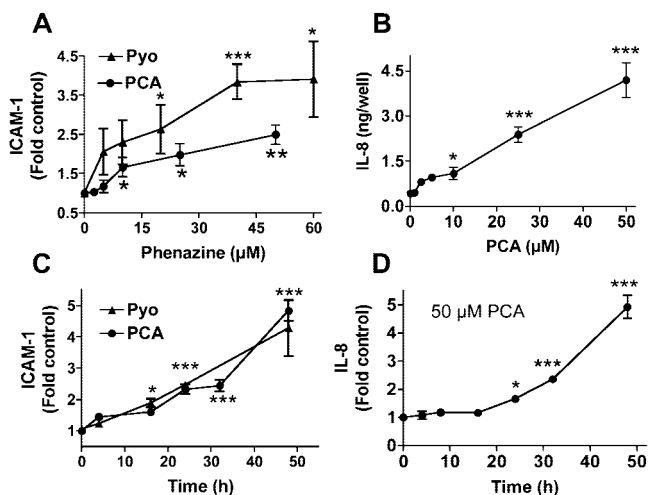 A
Pyo
PCA
ICAM-1
(Fold control)
4.5
3.5
2.5
1.5
0.5
*
***
*
*
*
**
0 15 30 45 60
Phenazine (µM)
B
IL-8 (ng/well)
4.5
3.0
1.5
0.0
*
***
***
0 10 20 30 40 50
PCA (µM)
C
Pyo
PCA
ICAM-1
(Fold control)
5
4
3
2
1
*
***
***
***
0 10 20 30 40 50
Time (h)
D
50 µM PCA
IL-8
(Fold control)
5
4
3
2
1
0
*
***
***
0 10 20 30 40 50
Time (h)